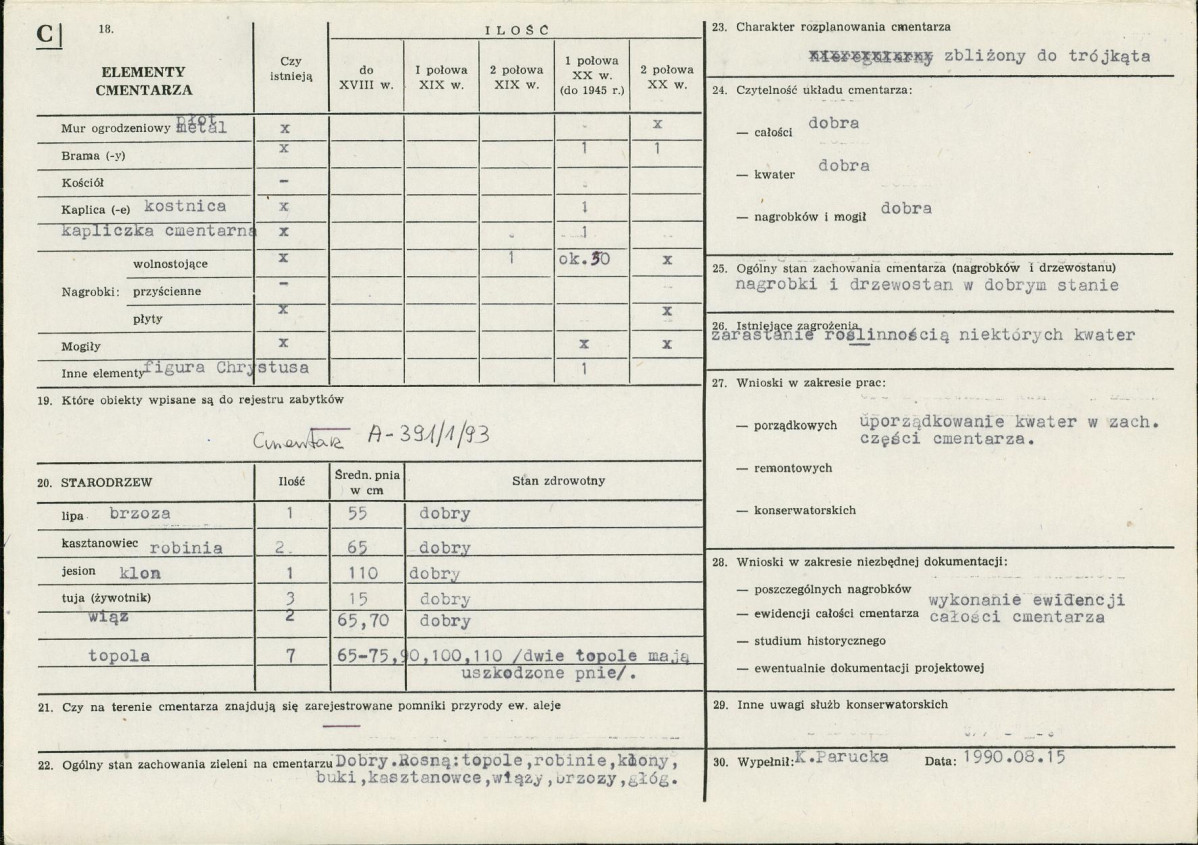 C
18.
ELEMENTY
CMENTARZA
Czy
istnieją
ILOŚĆ
do
XVIII w.
I połowa
XIX w.
2 połowa
XIX w.
1 połowa
XX w.
(do 1945 r.)
2 połowa
XX w.
Mur ogrodzeniowy płot metal x - x
Brama (-y) x 1 1
Kościół –
Kaplica (-e) kostnica x 1
kapliczka cmentarna x 1
wolnostojące x 1 ok.30 x
Nagrobki: przyścienne –
płyty x x
Mogiły x x x
Inne elementy figura Chrystusa 1
19. Które obiekty wpisane są do rejestru zabytków
Cmentarz A-391/1/93
20. STARODRZEW Ilość Średn. pnia
w cm Stan zdrowotny
lipa brzoza 1 55 dobry
kasztanowiec robinia 2. 65 dobry
jesion klon 1 110 dobry
tuja (żywotnik) 3 15 dobry
wiąz 2 65,70 dobry
topola 7 65-75,90,100,110 /dwie topole mają
uszkodzone pnie/.
21. Czy na terenie cmentarza znajdują się zarejestrowane pomniki przyrody ew. aleje
—
22. Ogólny stan zachowania zieleni na cmentarzu Dobry.Rosną:topole,robinie,klony,
buki,kasztanowce,wiązy,brzozy,głóg.
23. Charakter rozplanowania cmentarza
nieregularny zbliżony do trójkąta
24. Czytelność układu cmentarza:
— całości dobra
— kwater dobra
— nagrobków i mogił dobra
25. Ogólny stan zachowania cmentarza (nagrobków i drzewostanu)
nagrobki i drzewostan w dobrym stanie
26. Istniejące zagrożenia
zarastanie roślinnością niektórych kwater
27. Wnioski w zakresie prac:
— porządkowych uporządkowanie kwater w zach.
części cmentarza.
— remontowych
— konserwatorskich
28. Wnioski w zakresie niezbędnej dokumentacji:
— poszczególnych nagrobków
wykonanie ewidencji
— ewidencji całości cmentarza całości cmentarza
— studium historycznego
— ewentualnie dokumentacji projektowej
29. Inne uwagi służb konserwatorskich
30. Wypełnił: K.Parucka Data: 1990.08.15